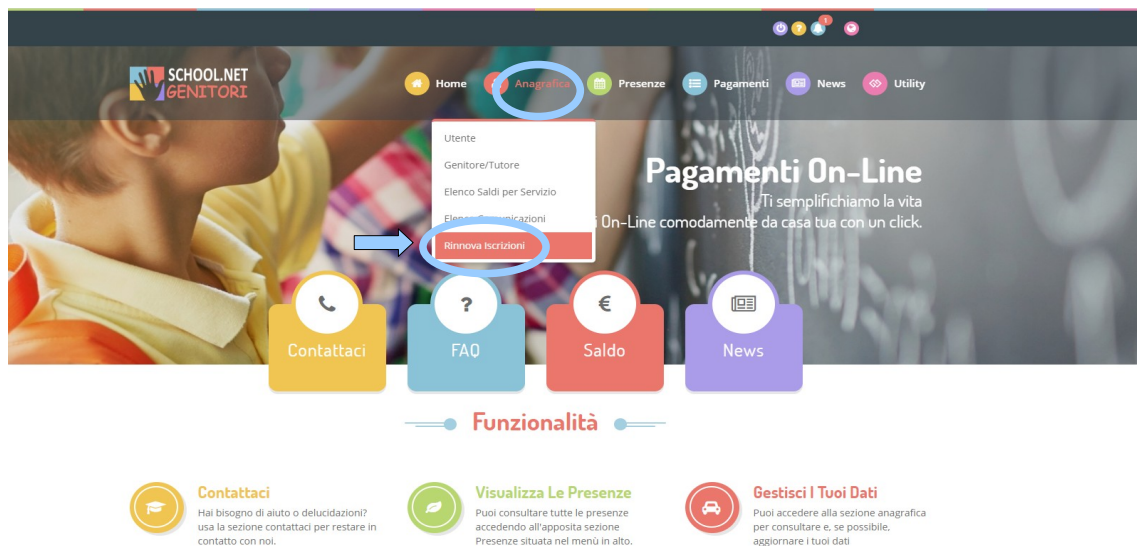 1
SCHOOL.NET
GENITORI
Home Anagrafica Presenze Pagamenti News Utility
Utente
Genitore/Tutore
Elenco Saldi per Servizio
Elenco Comunicazioni
Rinnova Iscrizioni
Pagamenti On-Line
Ti semplifichiamo la vita
i On-Line comodamente da casa tua con un click.
?
€
Contattaci
FAQ
Saldo
News
Funzionalità
Contattaci
Hai bisogno di aiuto o delucidazioni?
usa la sezione contattaci per restare in
contatto con noi.
Visualizza Le Presenze
Puoi consultare tutte le presenze
accedendo all'apposita sezione
Presenze situata nel menù in alto.
Gestisci I Tuoi Dati
Puoi accedere alla sezione anagrafica
per consultare e, se possibile,
aggiornare i tuoi dati